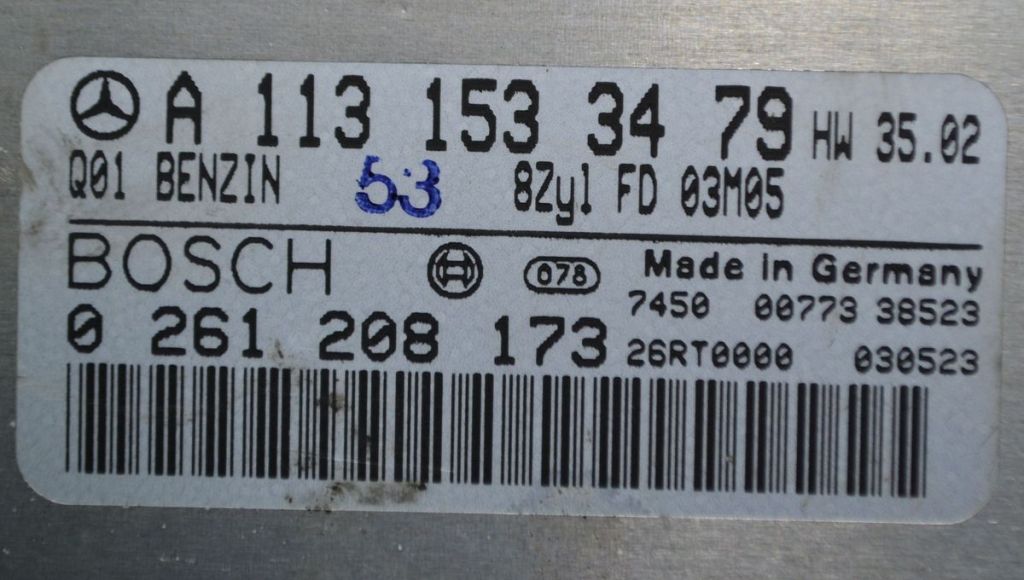 A 113 153 34 79 HW 35.02
Q01 BENZIN 53 8Zyl FD 03M05
BOSCH 078 Made in Germany
7450 00773 38523
0 261 208 173 26RT0000 030523